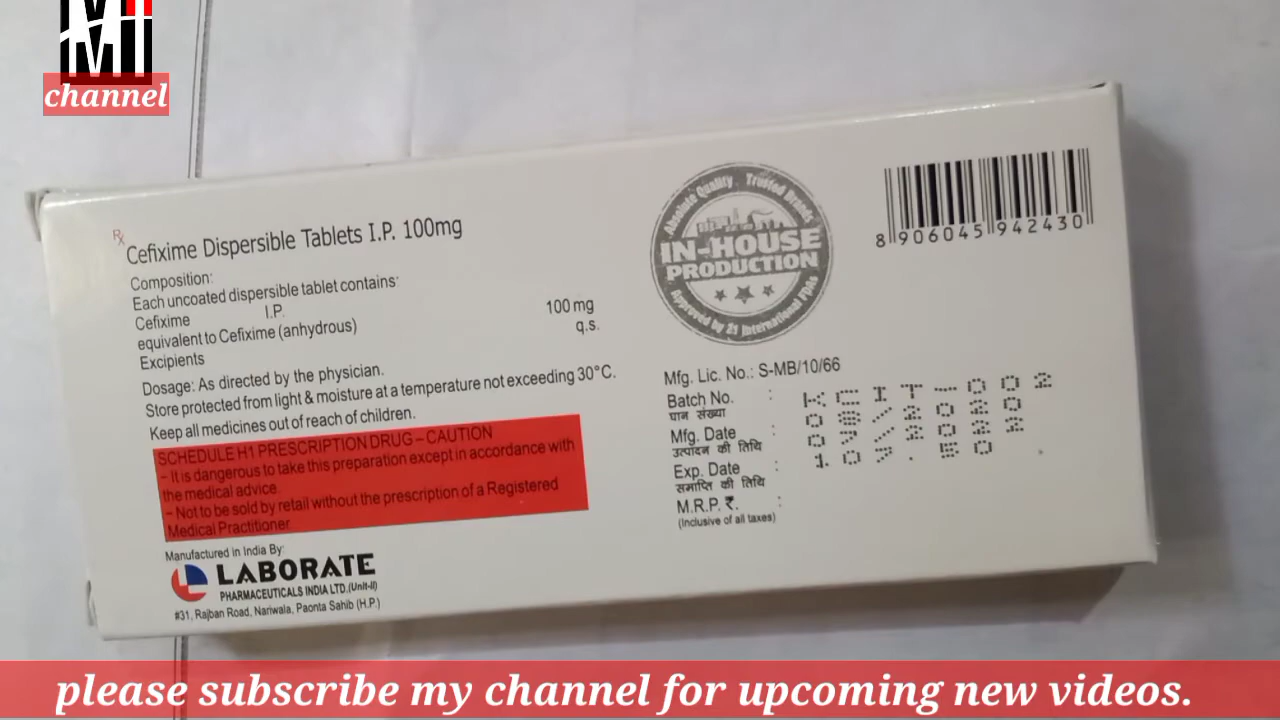 MI
channel
Rx
Cefixime Dispersible Tablets I.P. 100mg
Composition:
Each uncoated dispersible tablet contains:
Cefixime I.P.
equivalent to Cefixime (anhydrous) 100 mg
Excipients q.s.
Dosage: As directed by the physician.
Store protected from light & moisture at a temperature not exceeding 30°C.
Keep all medicines out of reach of children.
SCHEDULE H1 PRESCRIPTION DRUG – CAUTION
– It is dangerous to take this preparation except in accordance with
the medical advice.
– Not to be sold by retail without the prescription of a Registered
Medical Practitioner
Manufactured in India By:
LABORATE
PHARMACEUTICALS INDIA LTD.(Unit-II)
#31, Rajban Road, Nariwala, Paonta Sahib (H.P.)
Absolute Quality Trusted Brands
IN-HOUSE
PRODUCTION
Approved by 21 International FDAs
8 906045 942430
Mfg. Lic. No.: S-MB/10/66
Batch No. : KCIT-002
घान संख्या
Mfg. Date : 08/2020
उत्पादन की तिथि
Exp. Date : 07/2022
समाप्ति की तिथि
M.R.P. ₹. : 107.50
(Inclusive of all taxes)
please subscribe my channel for upcoming new videos.